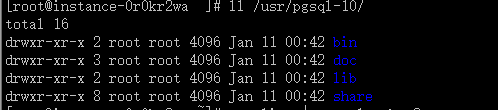 [root@instance-0r0kr2wa ~]# ll /usr/pgsql-10/
total 16
drwxr-xr-x 2 root root 4096 Jan 11 00:42 bin
drwxr-xr-x 3 root root 4096 Jan 11 00:42 doc
drwxr-xr-x 2 root root 4096 Jan 11 00:42 lib
drwxr-xr-x 8 root root 4096 Jan 11 00:42 share